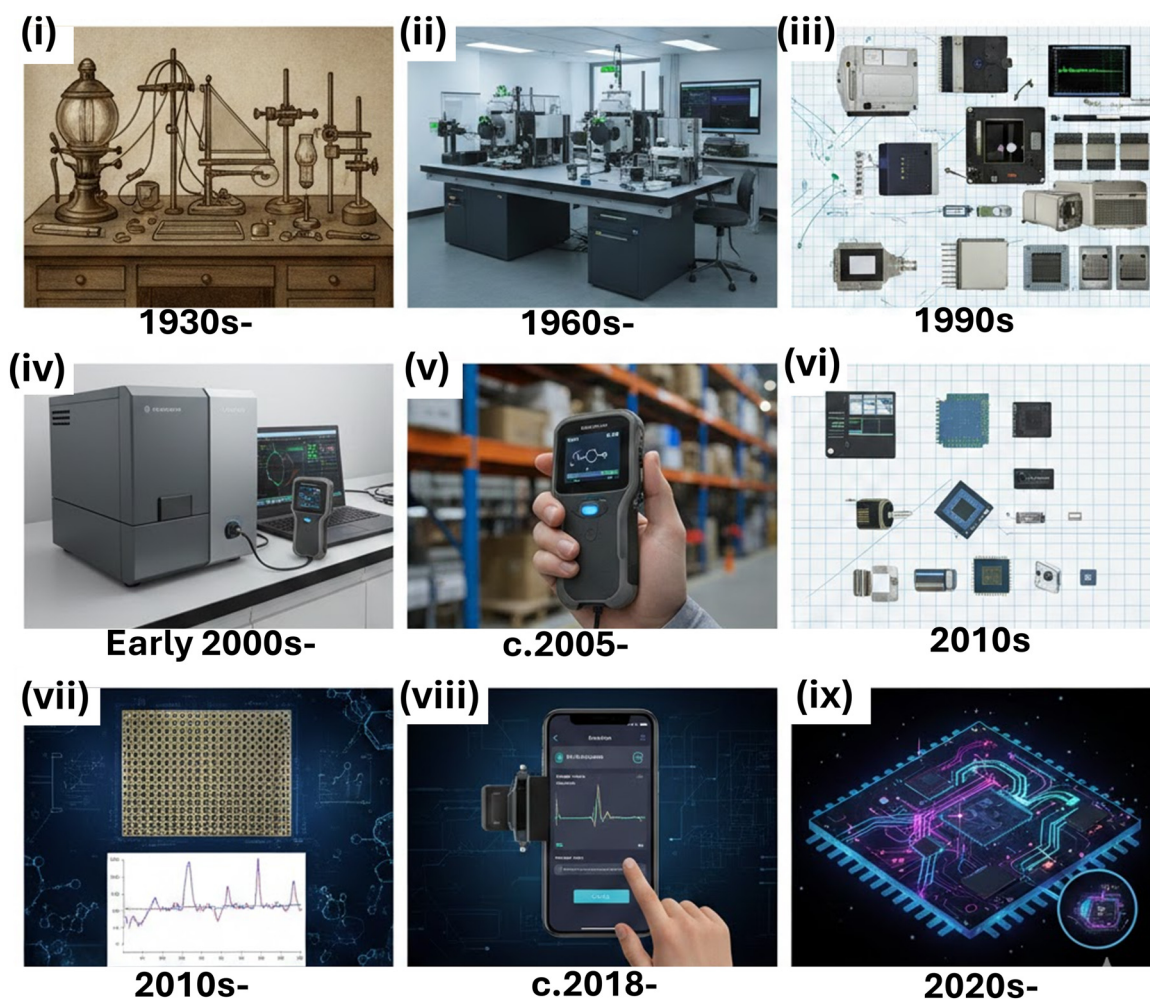 (i)
(ii)
(iii)
1930s-
1960s-
1990s
(iv)
(v)
(vi)
Early 2000s-
c.2005-
2010s
(vii)
(viii)
(ix)
2010s-
c.2018-
2020s-